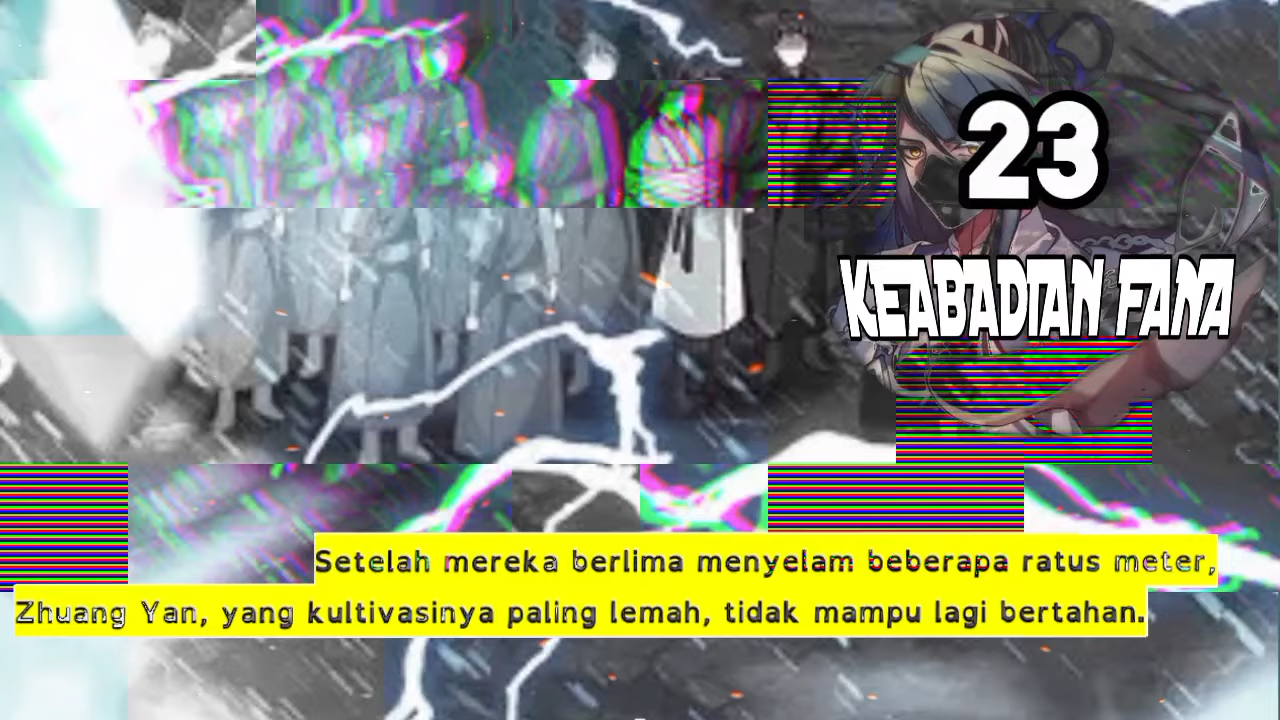 23
KEABADIAN FANA
Setelah mereka berlima menyelam beberapa ratus meter,
Zhuang Yan, yang kultivasinya paling lemah, tidak mampu lagi bertahan.